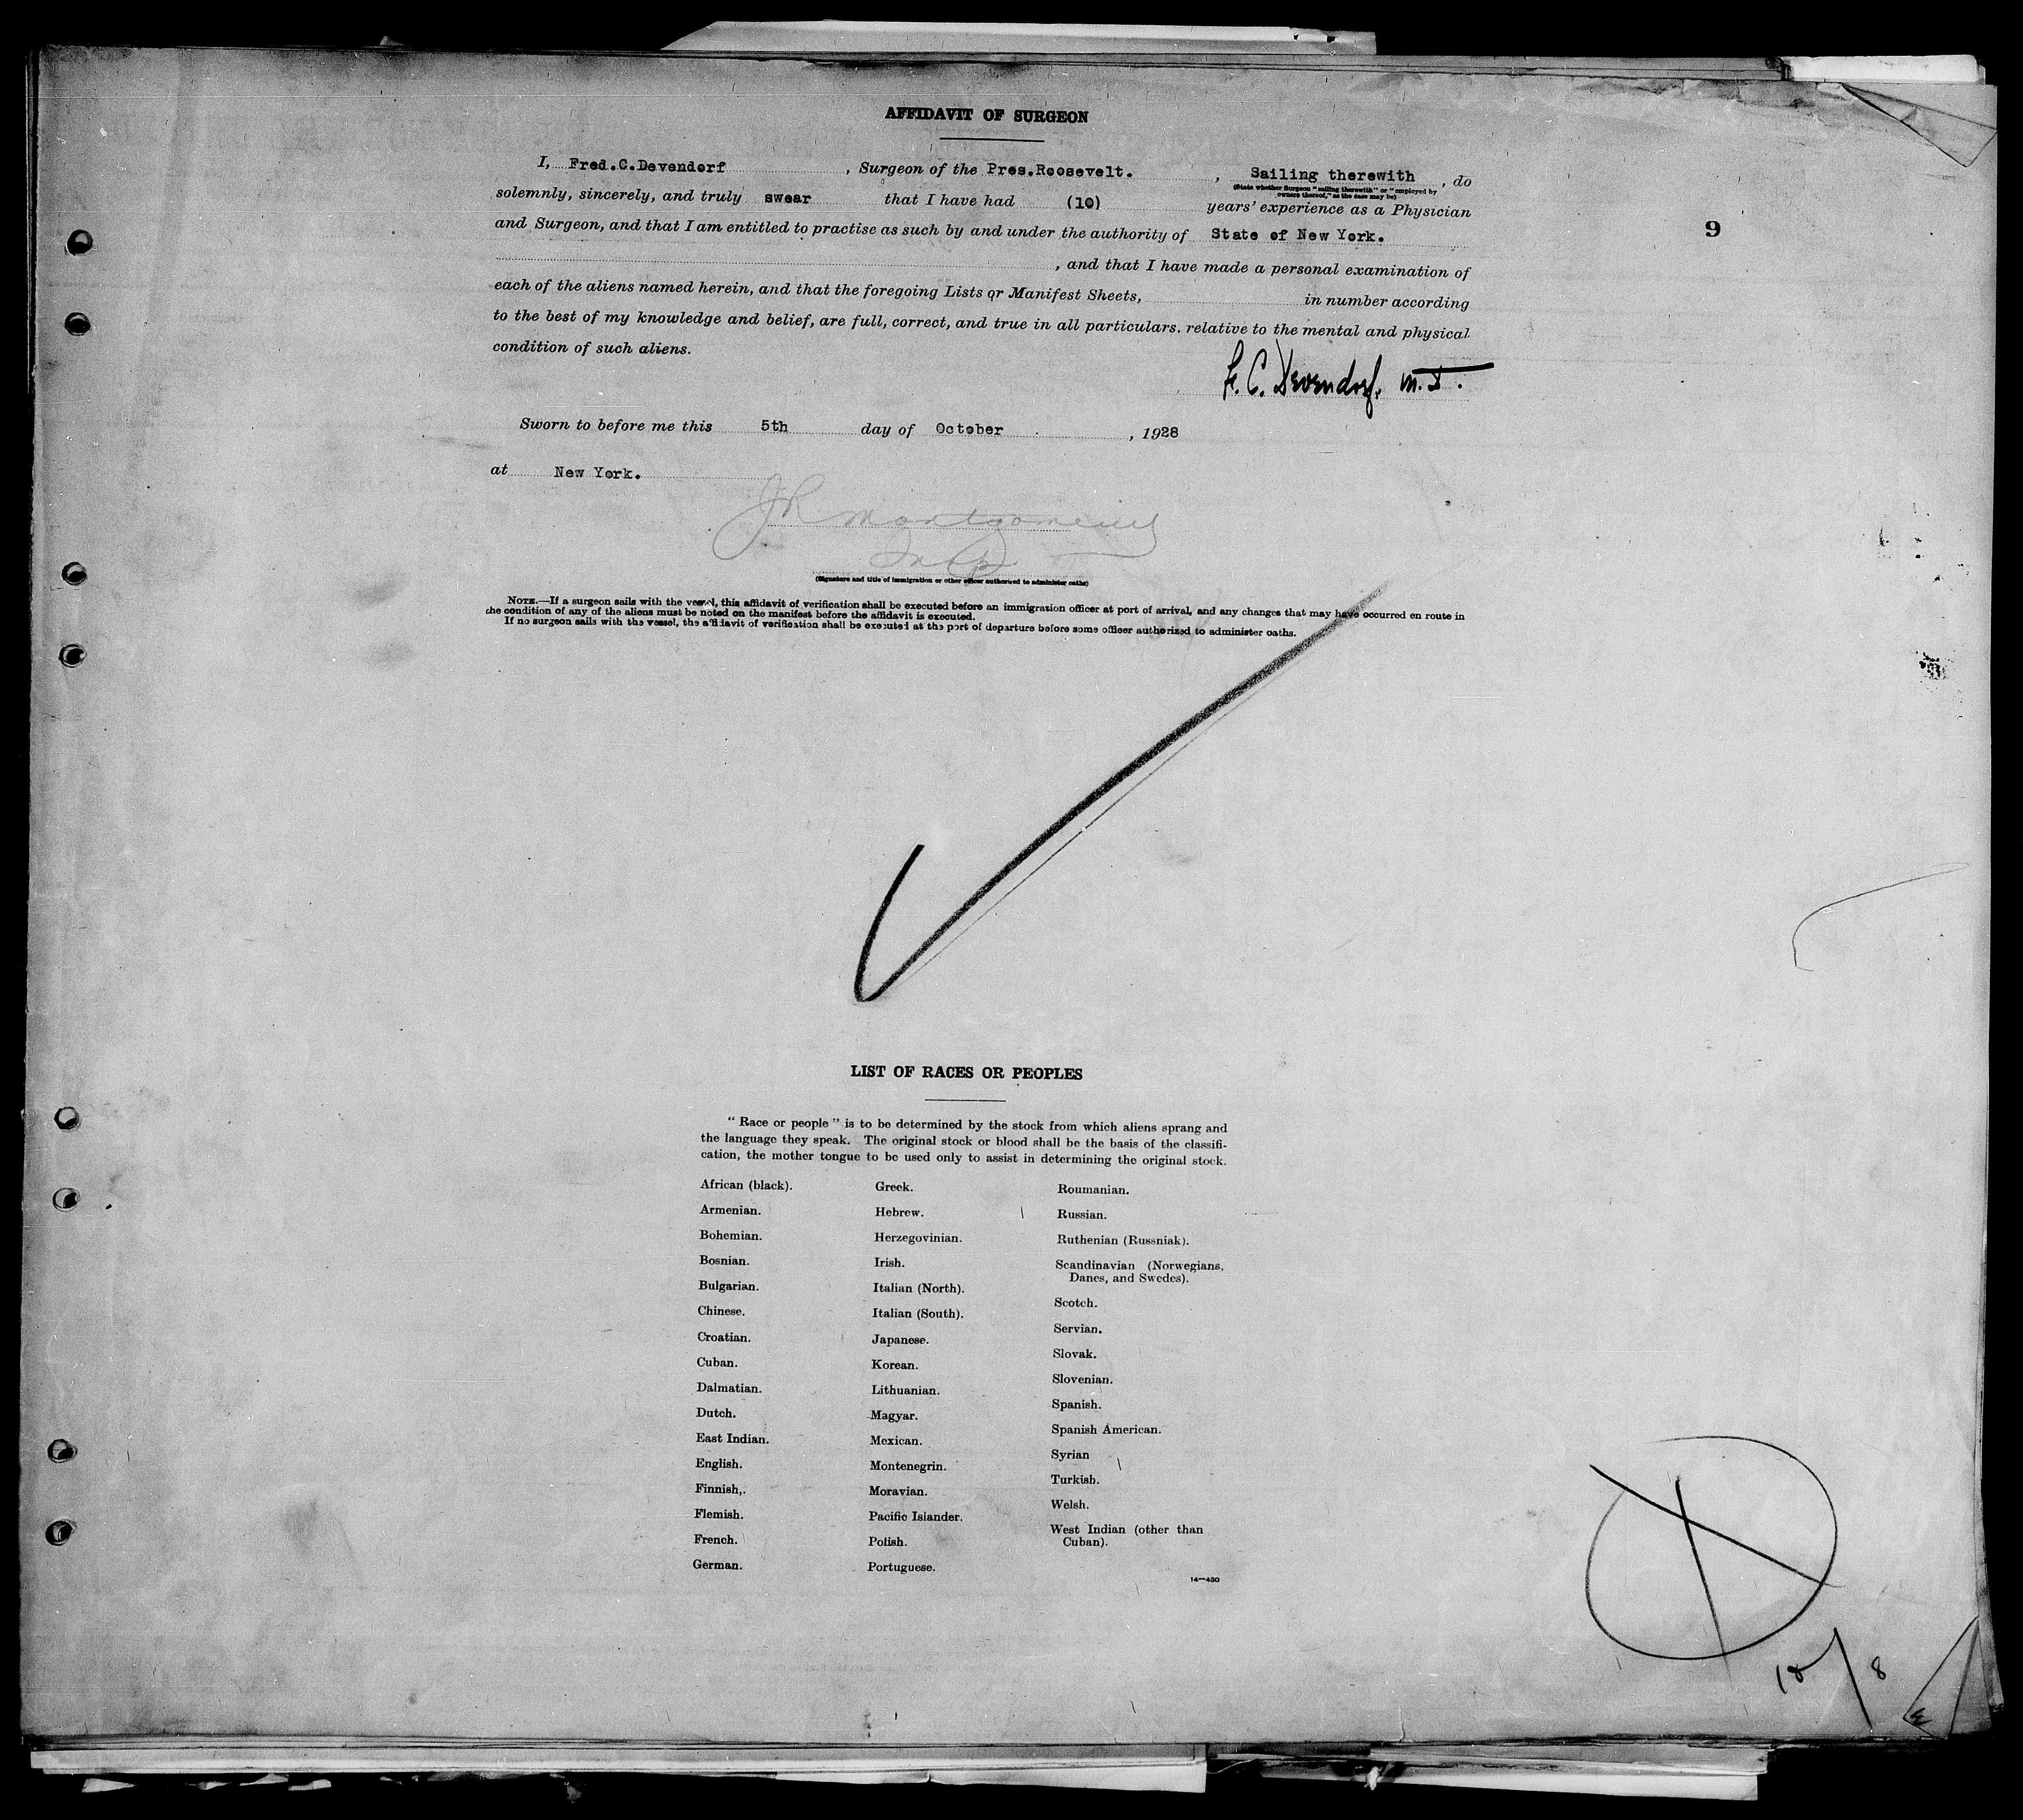 AFFIDAVIT OF SURGEON
I, Fred.C.Devendorf , Surgeon of the Pres.Roosevelt. , Sailing therewith , do
(State whether Surgeon "sailing therewith" or "employed by
owners thereof," as the case may be)
solemnly, sincerely, and truly swear that I have had (10) years' experience as a Physician
and Surgeon, and that I am entitled to practise as such by and under the authority of State of New York.
9
, and that I have made a personal examination of
each of the aliens named herein, and that the foregoing Lists or Manifest Sheets, in number according
to the best of my knowledge and belief, are full, correct, and true in all particulars, relative to the mental and physical
condition of such aliens.
F. C. Devendorf. M.D.
Sworn to before me this 5th day of October , 1928
at New York.
JR Montgomery
Insp
(Signature and title of immigration or other officer authorized to administer oaths)
NOTE.—If a surgeon sails with the vessel, this affidavit of verification shall be executed before an immigration officer at port of arrival, and any changes that may have occurred en route in
the condition of any of the aliens must be noted on the manifest before the affidavit is executed.
If no surgeon sails with the vessel, the affidavit of verification shall be executed at the port of departure before some officer authorized to administer oaths.
LIST OF RACES OR PEOPLES
"Race or people" is to be determined by the stock from which aliens sprang and
the language they speak. The original stock or blood shall be the basis of the classifi-
cation, the mother tongue to be used only to assist in determining the original stock.
African (black).
Armenian.
Bohemian.
Bosnian.
Bulgarian.
Chinese.
Croatian.
Cuban.
Dalmatian.
Dutch.
East Indian.
English.
Finnish,.
Flemish.
French.
German.
Greek.
Hebrew.
Herzegovinian.
Irish.
Italian (North).
Italian (South).
Japanese.
Korean.
Lithuanian.
Magyar.
Mexican.
Montenegrin.
Moravian.
Pacific Islander.
Polish.
Portuguese.
Roumanian.
Russian.
Ruthenian (Russniak).
Scandinavian (Norwegians,
Danes, and Swedes).
Scotch.
Servian.
Slovak.
Slovenian.
Spanish.
Spanish American.
Syrian
Turkish.
Welsh.
West Indian (other than
Cuban).
14—430
10/8